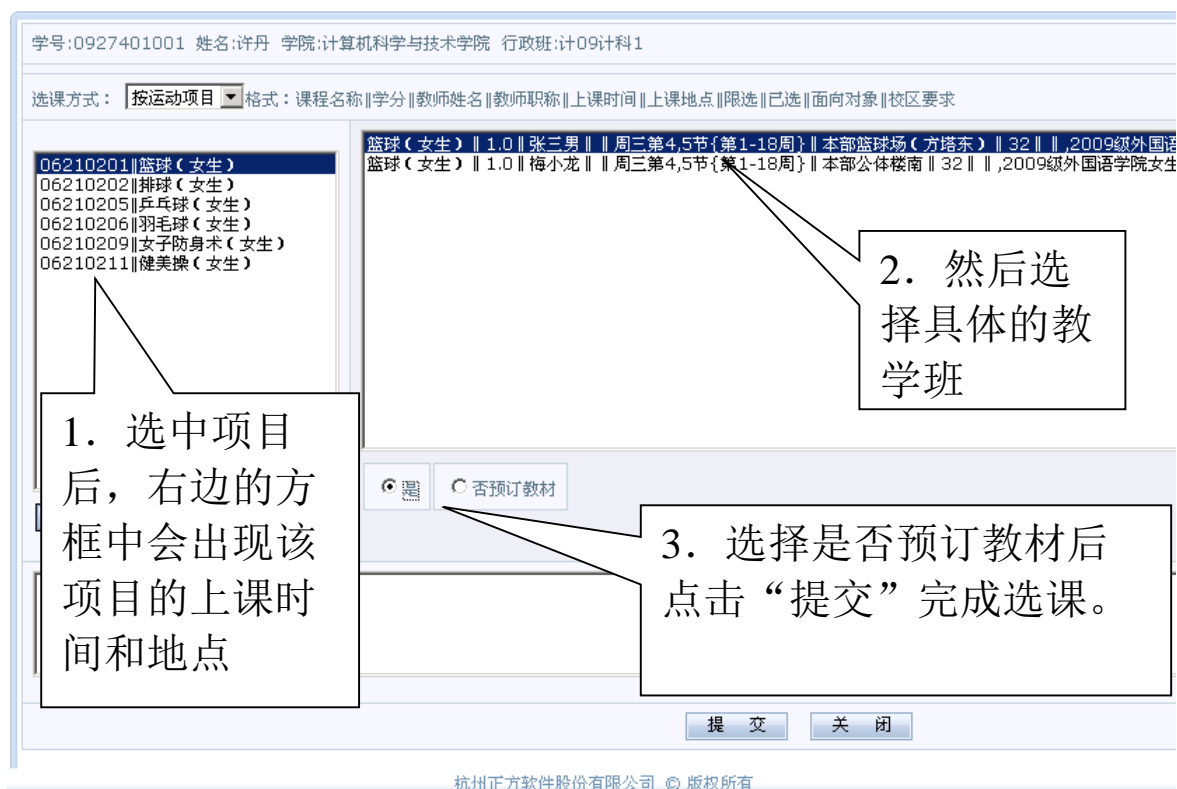 学号:0927401001 姓名:许丹 学院:计算机科学与技术学院 行政班:计09计科1
选课方式： 按运动项目 格式：课程名称‖学分‖教师姓名‖教师职称‖上课时间‖上课地点‖限选‖已选‖面向对象‖校区要求
06210201‖篮球(女生)
06210202‖排球(女生)
06210205‖乒乓球(女生)
06210206‖羽毛球(女生)
06210209‖女子防身术(女生)
06210211‖健美操(女生)
篮球(女生)‖1.0‖张三男‖‖周三第4,5节{第1-18周}‖本部篮球场(方塔东)‖32‖‖,2009级外国语
篮球(女生)‖1.0‖梅小龙‖‖周三第4,5节{第1-18周}‖本部公体楼南‖32‖‖,2009级外国语学院女生
2．然后选
择具体的教
学班
1．选中项目
后，右边的方
框中会出现该
项目的上课时
间和地点
是 否预订教材
3．选择是否预订教材后
点击“提交”完成选课。
提 交 关 闭
杭州正方软件股份有限公司 © 版权所有